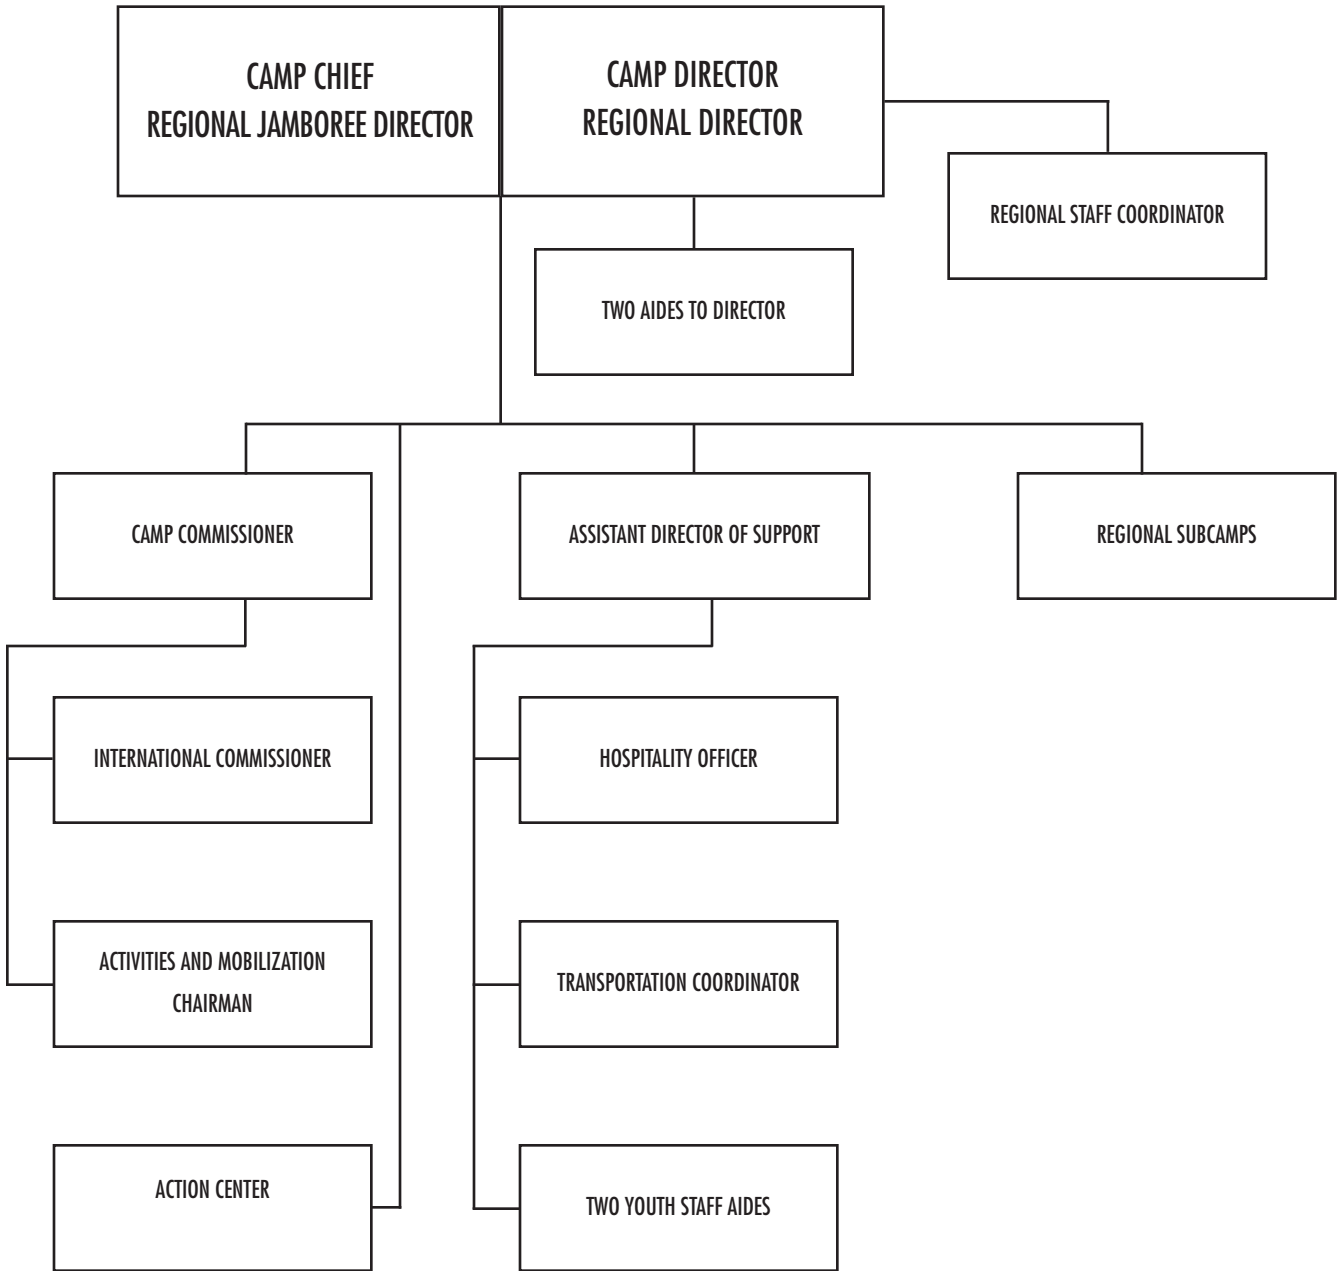 CAMP CHIEF
REGIONAL JAMBOREE DIRECTOR
CAMP DIRECTOR
REGIONAL DIRECTOR
REGIONAL STAFF COORDINATOR
TWO AIDES TO DIRECTOR
CAMP COMMISSIONER
ASSISTANT DIRECTOR OF SUPPORT
REGIONAL SUBCAMPS
INTERNATIONAL COMMISSIONER
HOSPITALITY OFFICER
ACTIVITIES AND MOBILIZATION
CHAIRMAN
TRANSPORTATION COORDINATOR
ACTION CENTER
TWO YOUTH STAFF AIDES